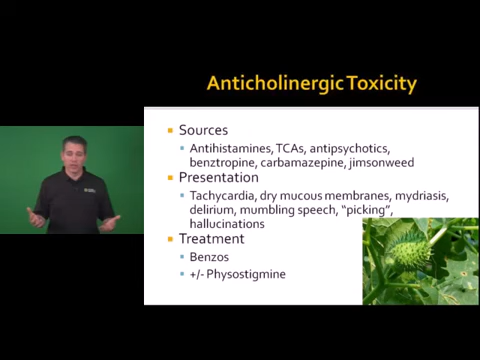 Anticholinergic Toxicity
Sources
Antihistamines, TCAs, antipsychotics,
benztropine, carbamazepine, jimsonweed
Presentation
Tachycardia, dry mucous membranes, mydriasis,
delirium, mumbling speech, “picking”,
hallucinations
Treatment
Benzos
+/- Physostigmine